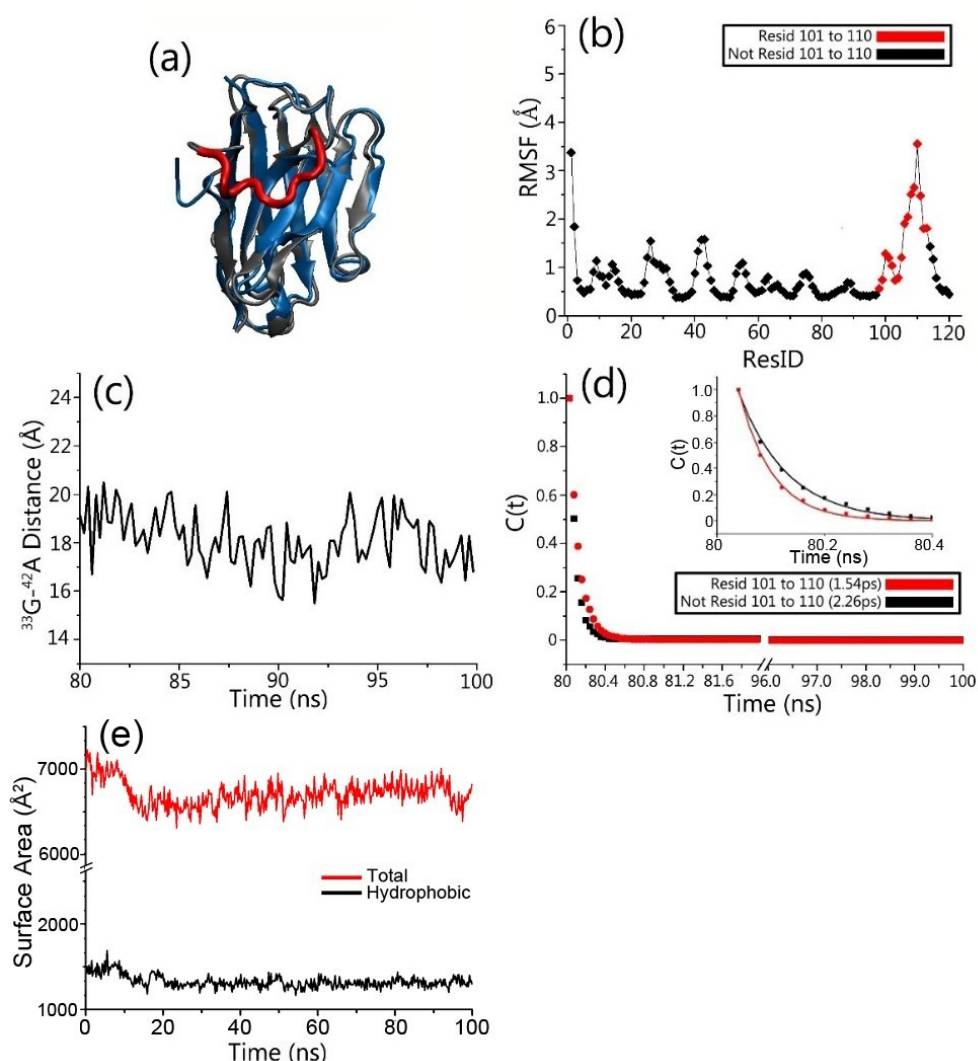 (a)
(b)
Resid 101 to 110
Not Resid 101 to 110
RMSF (Å)
6
5
4
3
2
1
0
0 20 40 60 80 100 120
ResID
(c)
³³G-⁴²A Distance (Å)
24
22
20
18
16
14
80 85 90 95 100
Time (ns)
(d)
C(t)
1.0
0.8
0.6
0.4
0.2
0
C(t)
1.0
0.8
0.6
0.4
0.2
0
80 80.2 80.4
Time (ns)
Resid 101 to 110 (1.54ps)
Not Resid 101 to 110 (2.26ps)
80 80.4 80.8 81.2 81.6 96.0 97.0 98.0 99.0 100
Time (ns)
(e)
Surface Area (Å²)
7000
6000
2000
1000
Total
Hydrophobic
0 20 40 60 80 100
Time (ns)